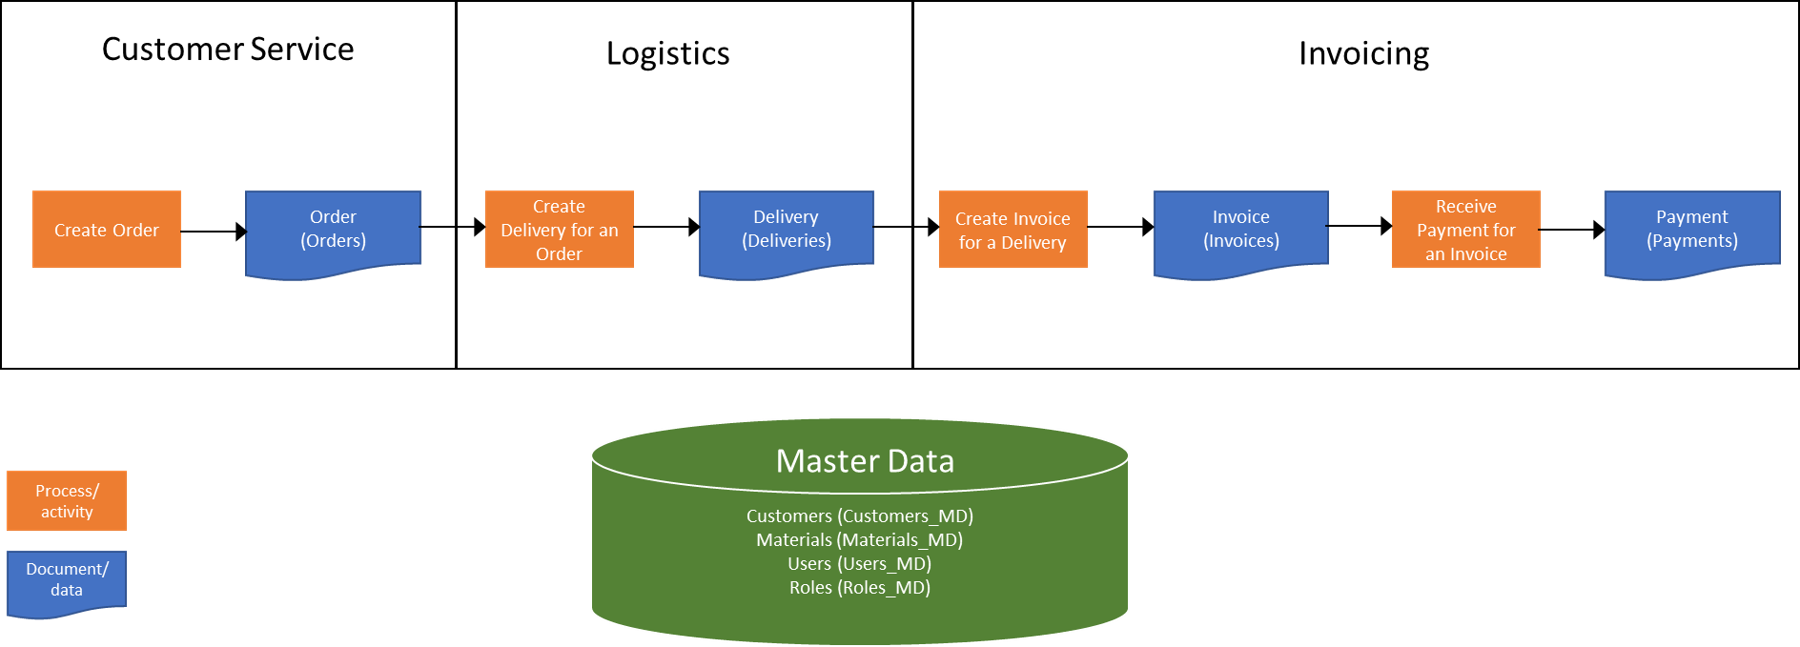 Customer Service
Logistics
Invoicing
Create Order
Order
(Orders)
Create
Delivery for an
Order
Delivery
(Deliveries)
Create Invoice
for a Delivery
Invoice
(Invoices)
Receive
Payment for
an Invoice
Payment
(Payments)
Master Data
Customers (Customers_MD)
Materials (Materials_MD)
Users (Users_MD)
Roles (Roles_MD)
Process/
activity
Document/
data